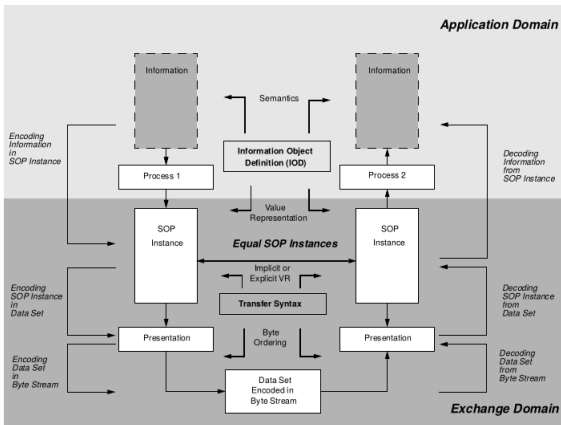 Application Domain
Information
Information
Semantics
Encoding
Information
in
SOP Instance
Information Object
Definition (IOD)
Decoding
Information
from
SOP Instance
Process 1
Process 2
Value
Representation
SOP
Instance
SOP
Instance
Equal SOP Instances
Implicit or
Explicit VR
Encoding
SOP Instance
in
Data Set
Transfer Syntax
Decoding
SOP Instance
from
Data Set
Presentation
Byte
Ordering
Presentation
Encoding
Data Set
in
Byte Stream
Data Set
Encoded in
Byte Stream
Decoding
Data Set
from
Byte Stream
Exchange Domain